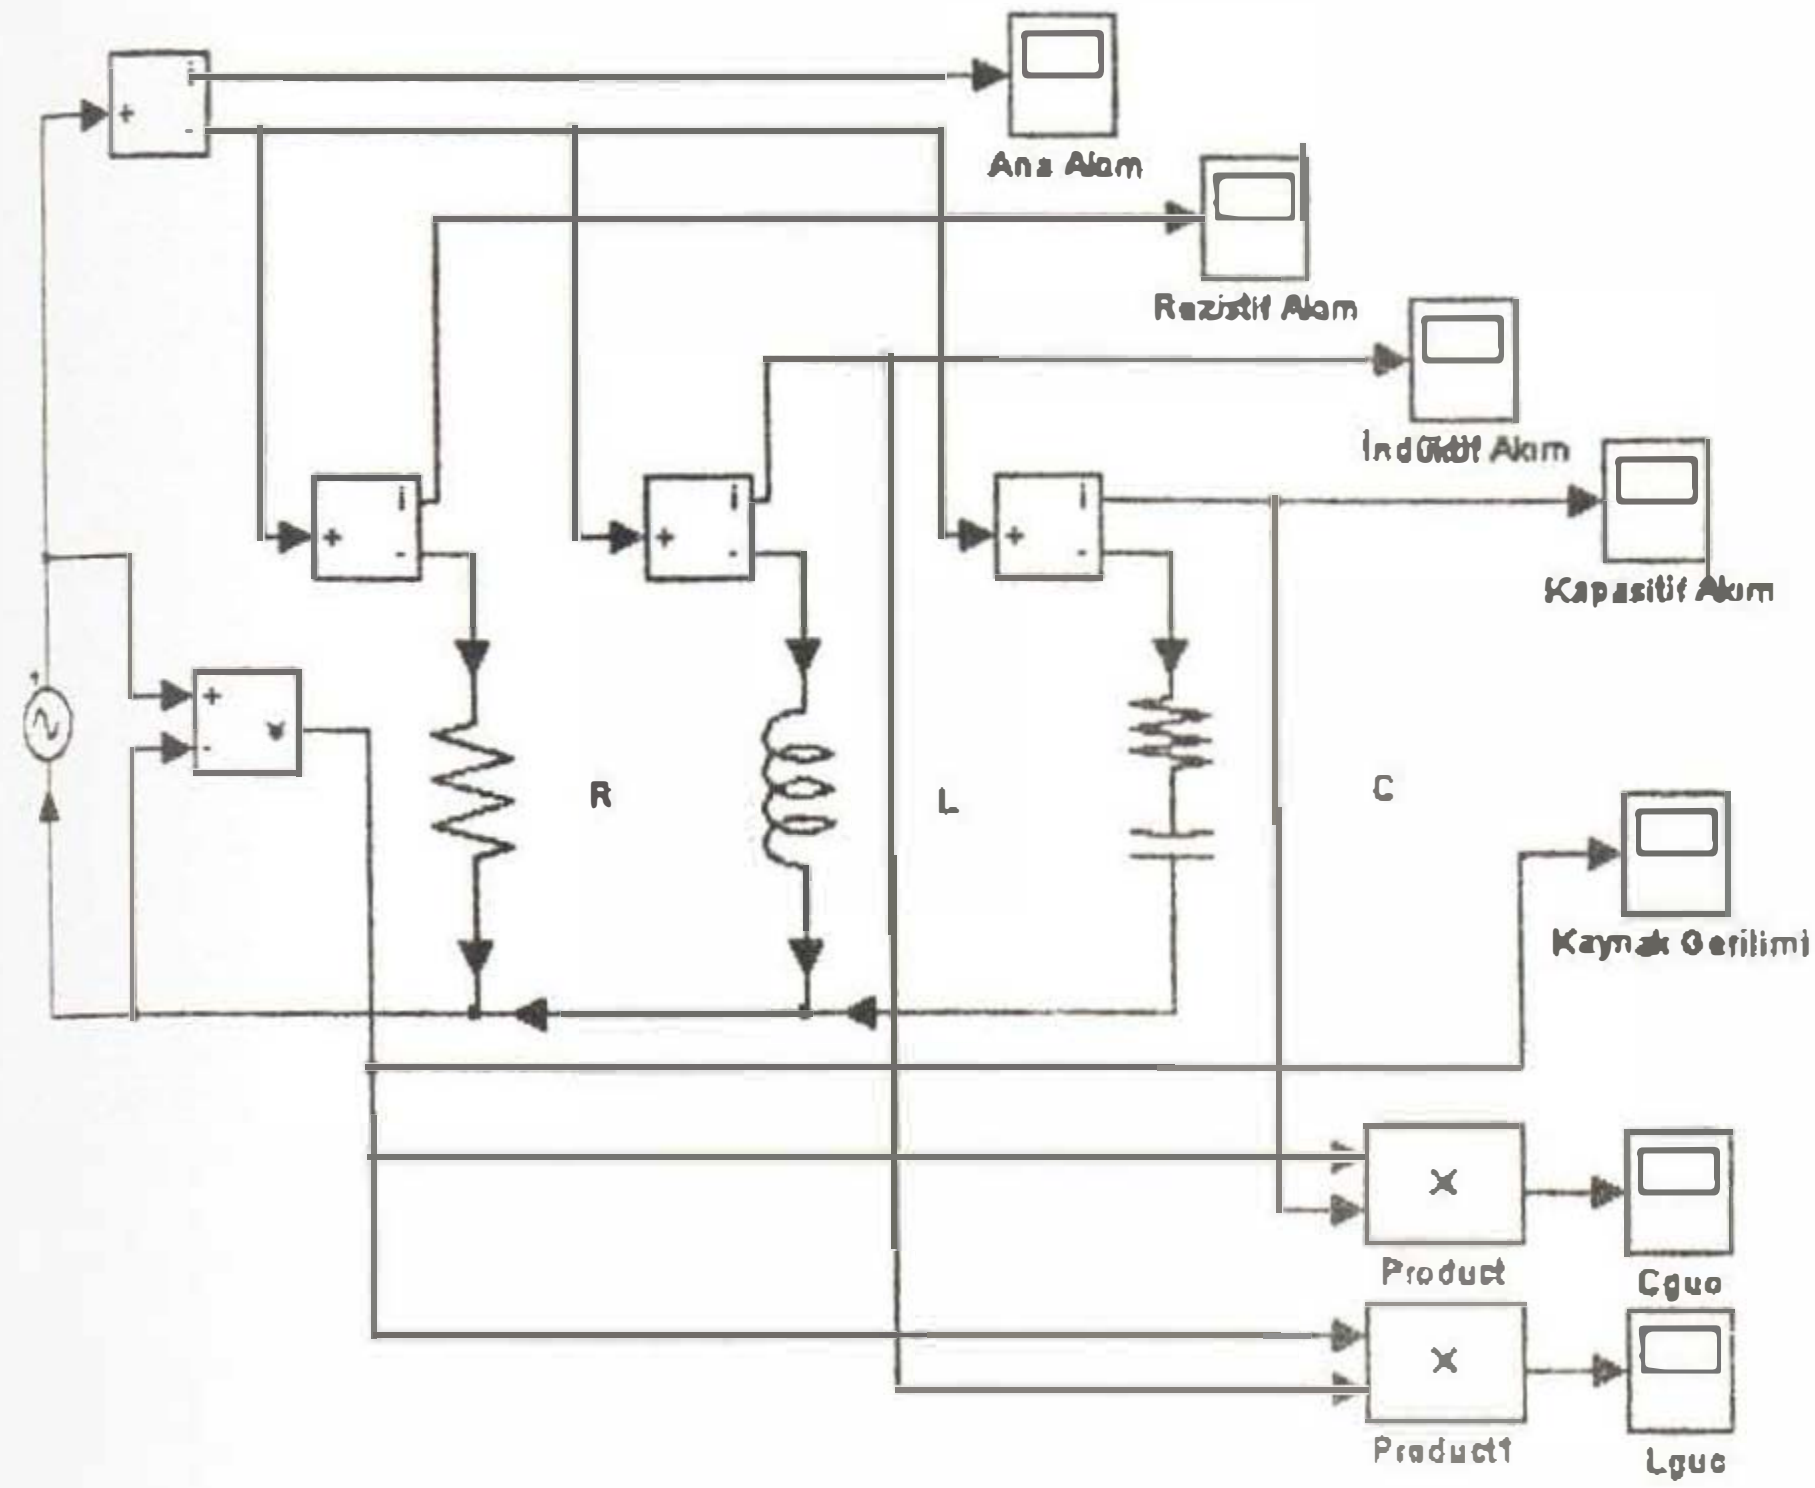 i
+
-
Ana Akım
Rezistif Akım
İndüktif Akım
i
+
-
i
+
-
i
+
-
Kapasitif Akım
+
v
-
R
L
C
Kaynak Gerilimi
×
Product
Cguc
×
Product1
Lguc